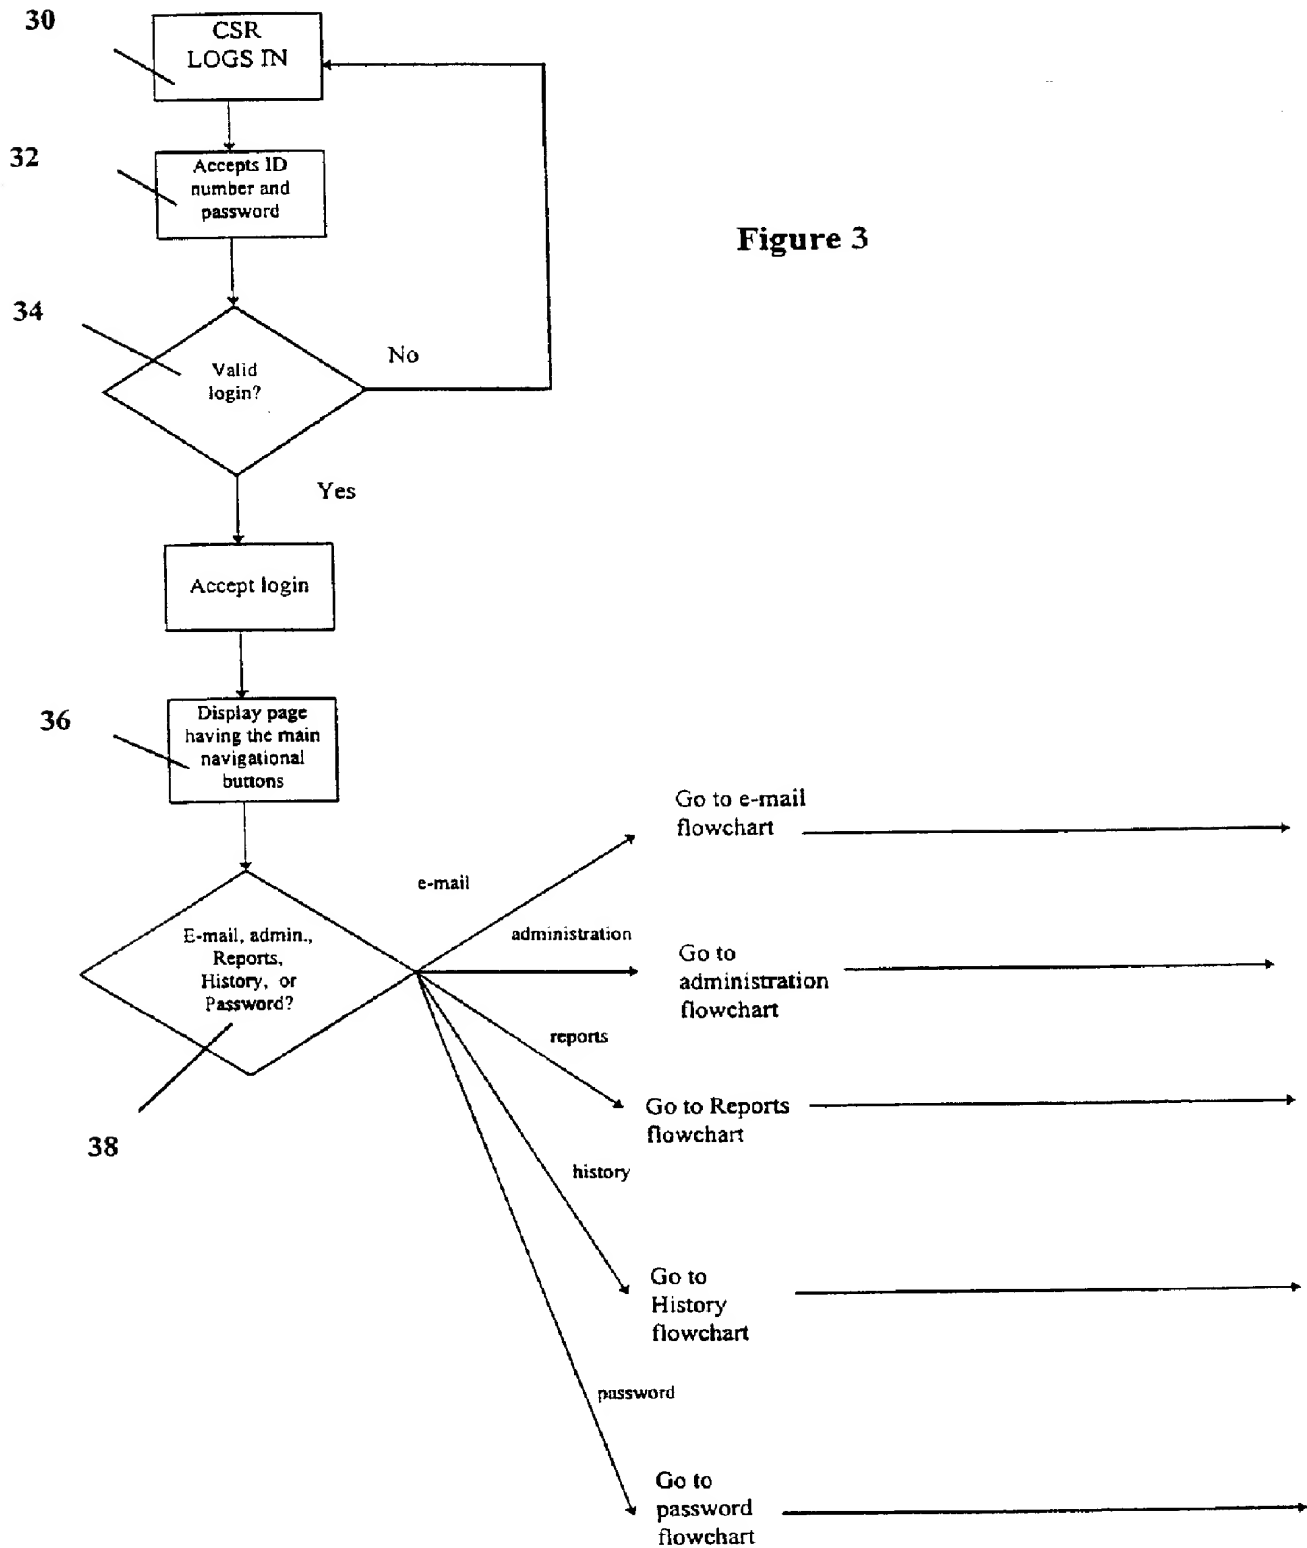 30
CSR
LOGS IN
32
Accepts ID
number and
password
Figure 3
34
Valid
login?
No
Yes
Accept login
36
Display page
having the main
navigational
buttons
Go to e-mail
flowchart
e-mail
E-mail, admin.,
Reports,
History, or
Password?
administration
Go to
administration
flowchart
reports
Go to Reports
flowchart
38
history
Go to
History
flowchart
password
Go to
password
flowchart